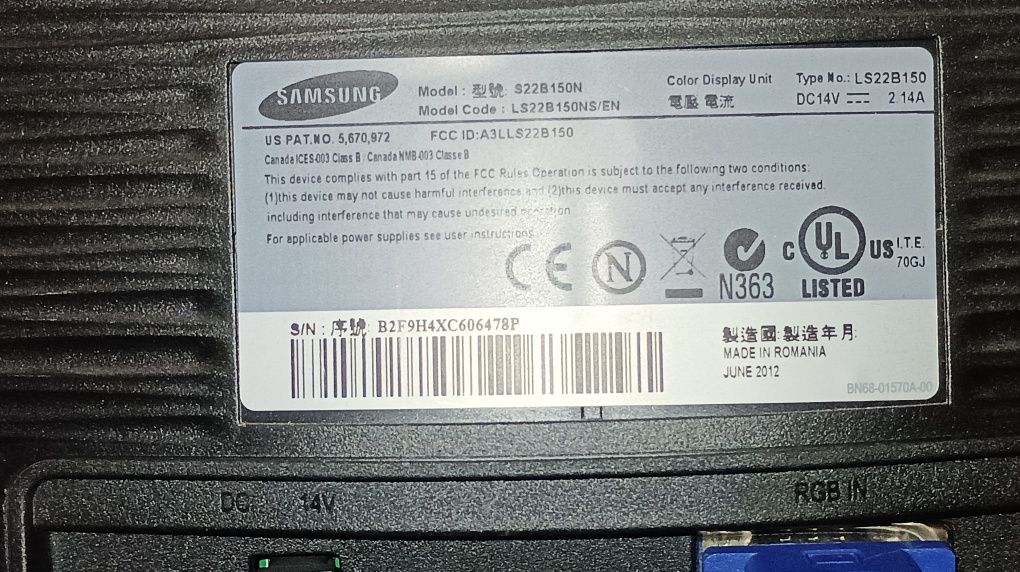 SAMSUNG
Model : 型號: S22B150N
Model Code : LS22B150NS/EN
Color Display Unit
電壓 電流
Type No.: LS22B150
DC14V ⎓ 2.14A
US PAT.NO. 5,670,972 FCC ID:A3LLS22B150
Canada ICES-003 Class B / Canada NMB-003 Classe B
This device complies with part 15 of the FCC Rules Operation is subject to the following two conditions:
(1)this device may not cause harmful interference and (2)this device must accept any interference received.
including interference that may cause undesired operation
For applicable power supplies see user instructions.
CE
N
N363
C UL US
LISTED
I.T.E.
70GJ
S/N : 序號: B2F9H4XC606478P
製造國: 製造年月:
MADE IN ROMANIA
JUNE 2012
BN68-01570A-00
DC 14V
RGB IN